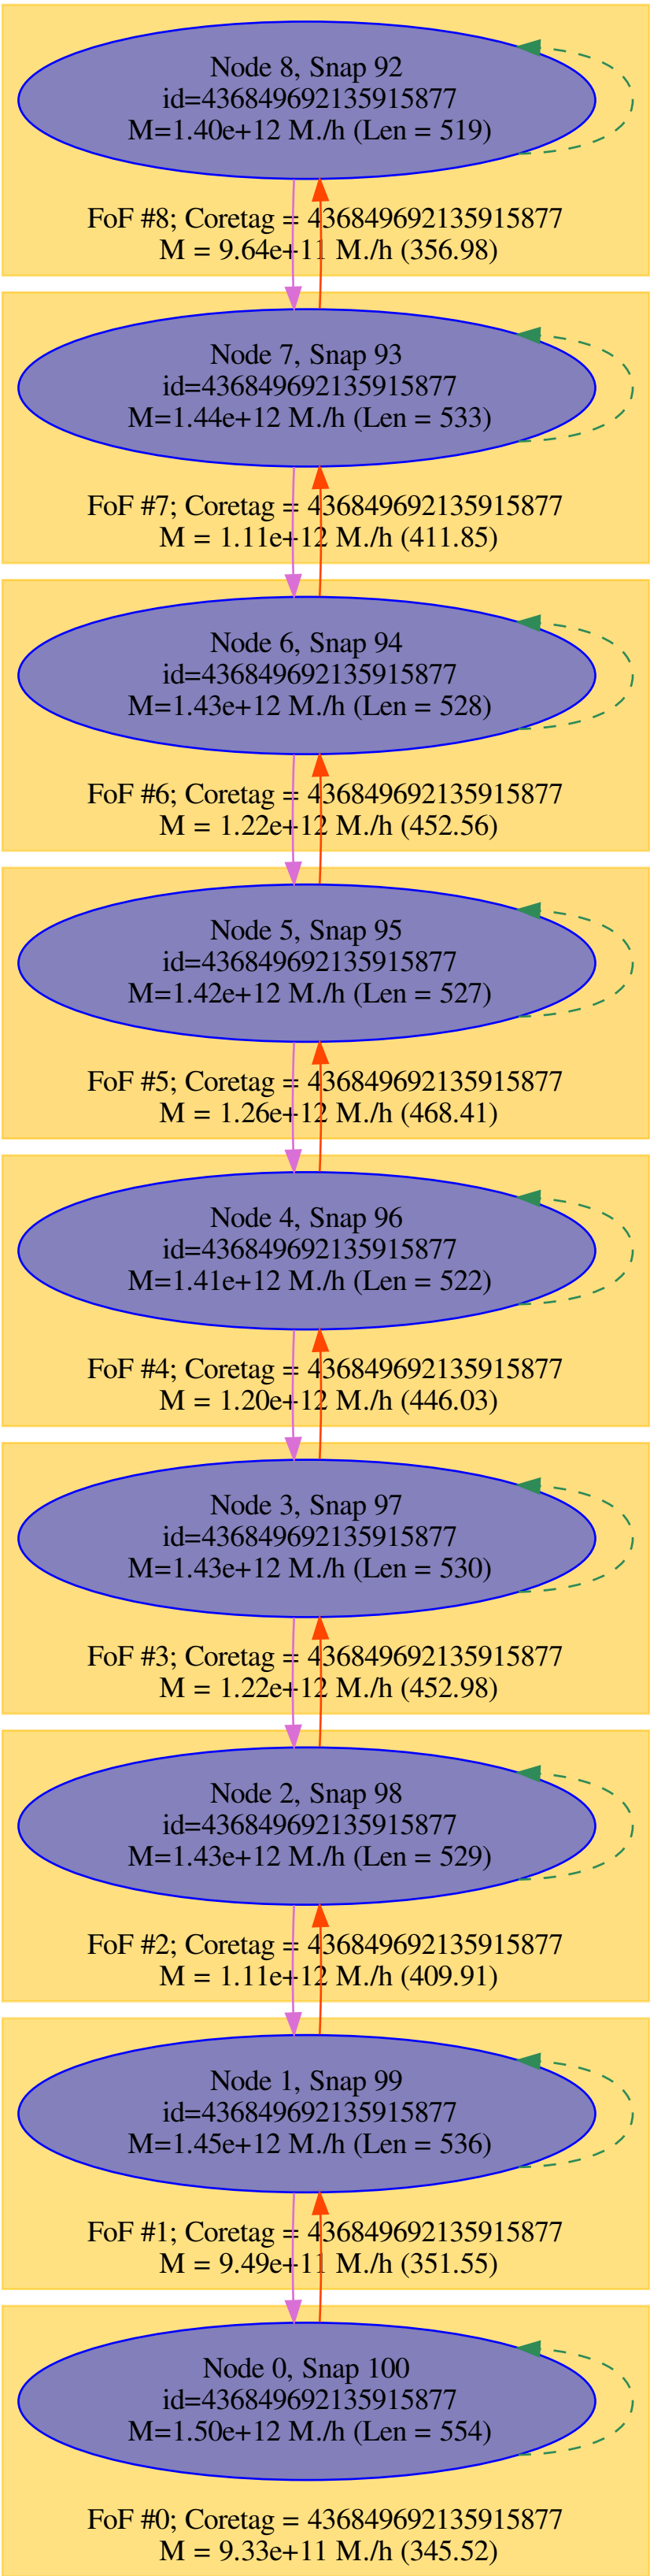 Node 8, Snap 92
id=436849692135915877
M=1.40e+12 M./h (Len = 519)
FoF #8; Coretag = 436849692135915877
M = 9.64e+11 M./h (356.98)
Node 7, Snap 93
id=436849692135915877
M=1.44e+12 M./h (Len = 533)
FoF #7; Coretag = 436849692135915877
M = 1.11e+12 M./h (411.85)
Node 6, Snap 94
id=436849692135915877
M=1.43e+12 M./h (Len = 528)
FoF #6; Coretag = 436849692135915877
M = 1.22e+12 M./h (452.56)
Node 5, Snap 95
id=436849692135915877
M=1.42e+12 M./h (Len = 527)
FoF #5; Coretag = 436849692135915877
M = 1.26e+12 M./h (468.41)
Node 4, Snap 96
id=436849692135915877
M=1.41e+12 M./h (Len = 522)
FoF #4; Coretag = 436849692135915877
M = 1.20e+12 M./h (446.03)
Node 3, Snap 97
id=436849692135915877
M=1.43e+12 M./h (Len = 530)
FoF #3; Coretag = 436849692135915877
M = 1.22e+12 M./h (452.98)
Node 2, Snap 98
id=436849692135915877
M=1.43e+12 M./h (Len = 529)
FoF #2; Coretag = 436849692135915877
M = 1.11e+12 M./h (409.91)
Node 1, Snap 99
id=436849692135915877
M=1.45e+12 M./h (Len = 536)
FoF #1; Coretag = 436849692135915877
M = 9.49e+11 M./h (351.55)
Node 0, Snap 100
id=436849692135915877
M=1.50e+12 M./h (Len = 554)
FoF #0; Coretag = 436849692135915877
M = 9.33e+11 M./h (345.52)